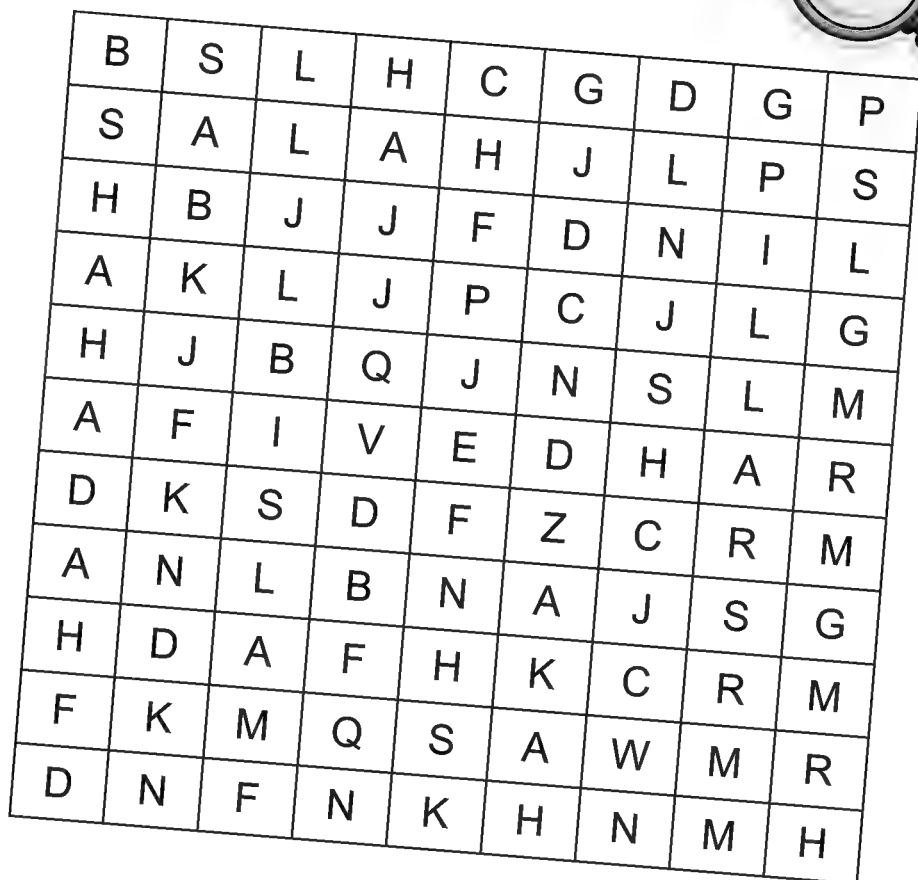 B S L H C G D G P
S A L A H J L P S
H B J J F D N I L
A K L J P C J L G
H J B Q J N S L M
A F I V E D H A R
D K S D F Z C R M
A N L B N A J S G
H D A F H K C R M
F K M Q S A W M R
D N F N K H N M H